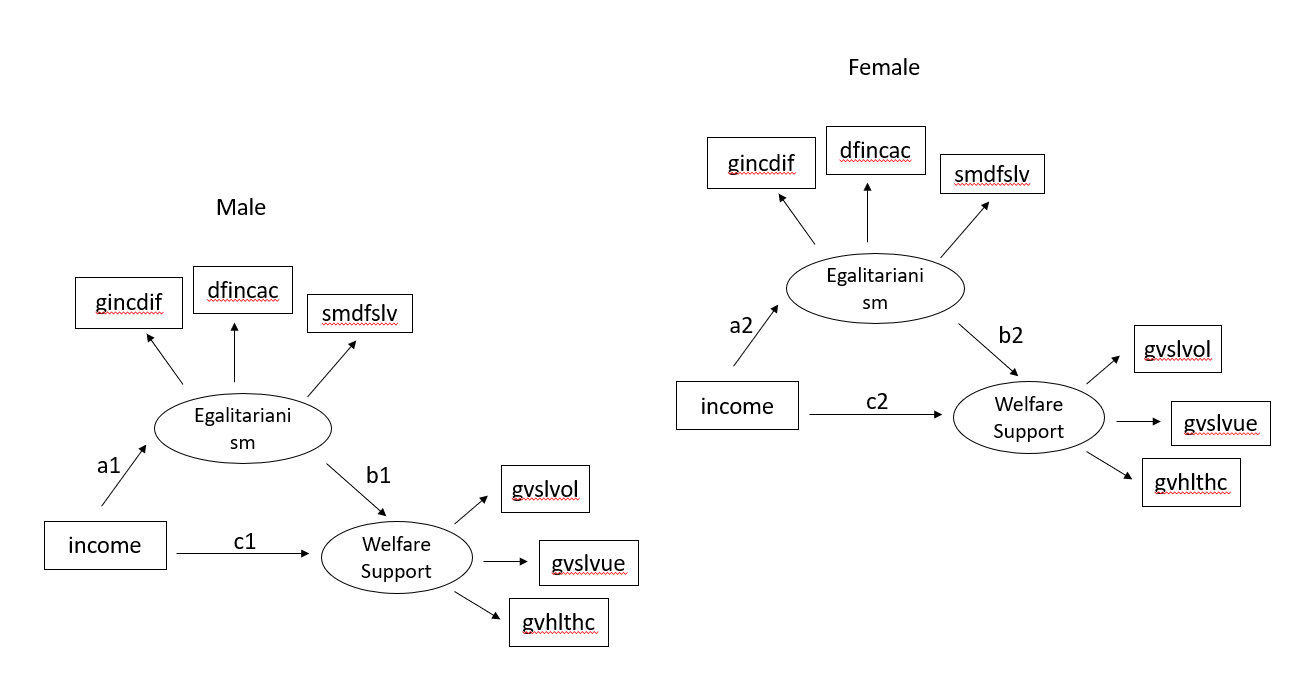 Male
gincdif
dfincac
smdfslv
Egalitariani
sm
a1
b1
income
c1
Welfare
Support
gvslvol
gvslvue
gvhlthc
Female
gincdif
dfincac
smdfslv
Egalitariani
sm
a2
b2
income
c2
Welfare
Support
gvslvol
gvslvue
gvhlthc